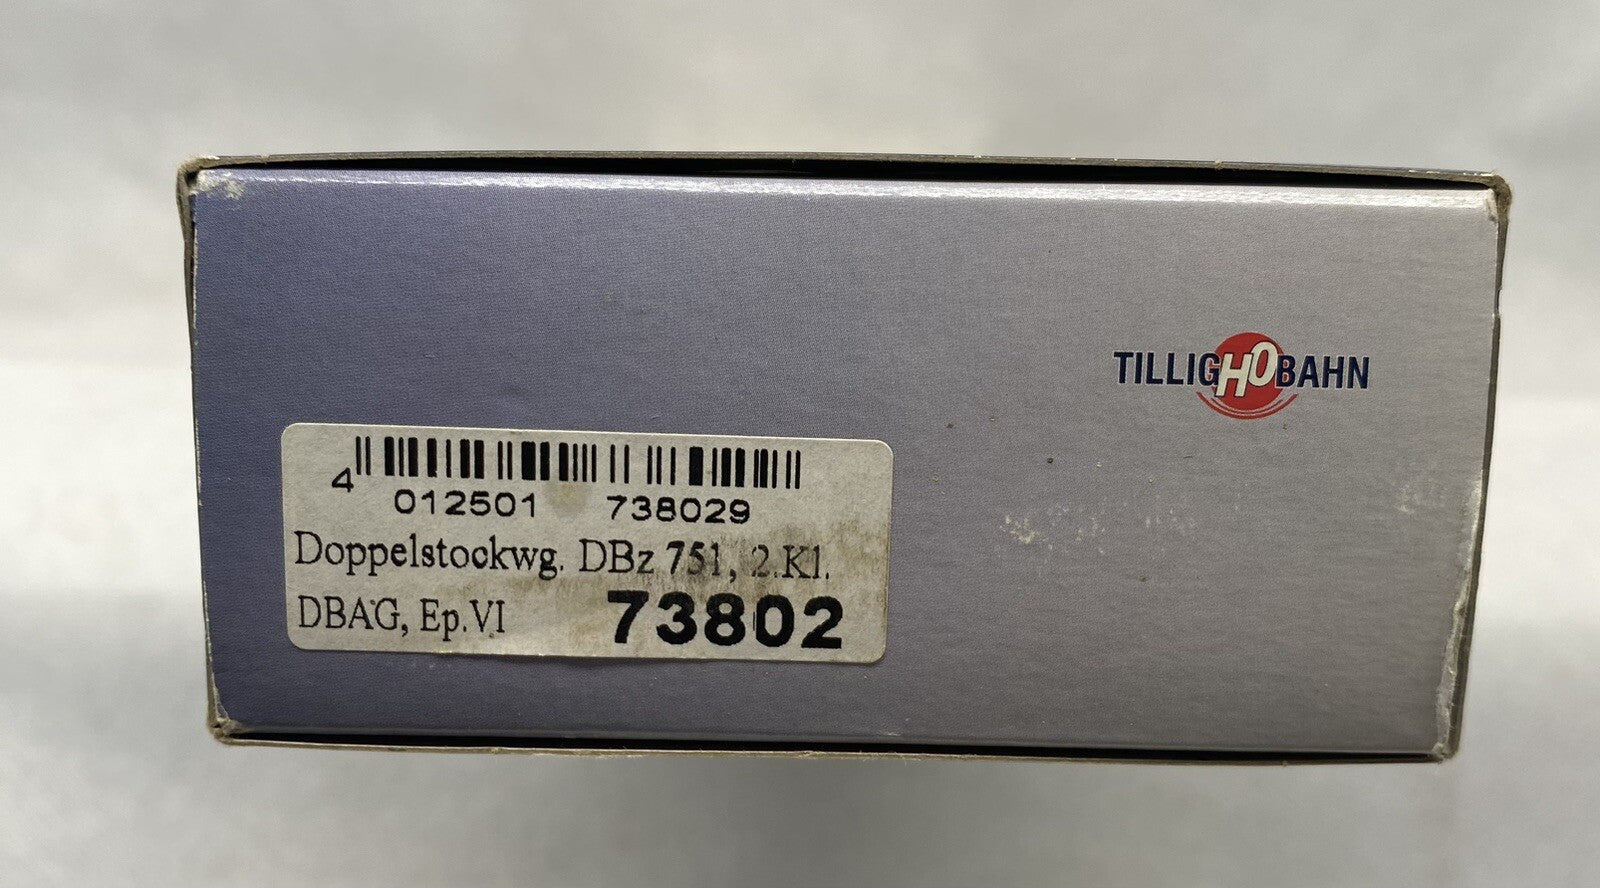 TILLIG H0 BAHN
4 012501 738029
Doppelstockwg. DBz 751, 2.Kl.
DBAG, Ep.VI
73802